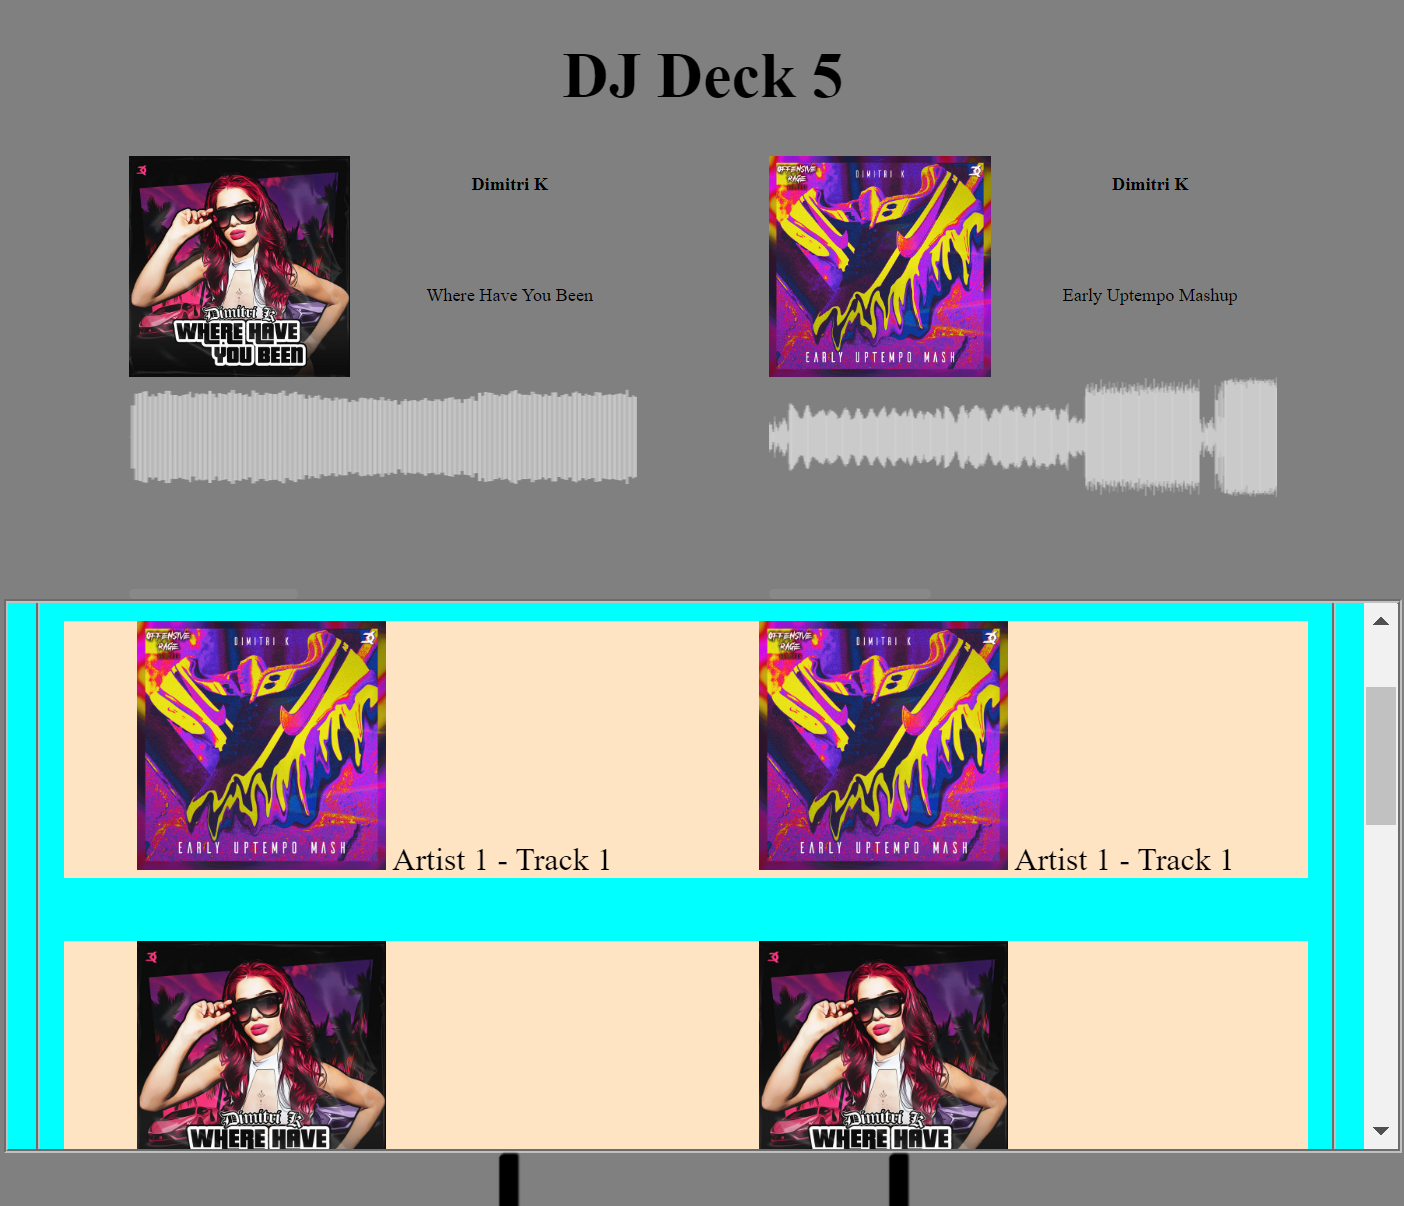 DJ Deck 5
Dimitri K
WHERE HAVE
YOU BEEN
Dimitri K
Where Have You Been
OFFENSIVE
RAGE
DIMITRI K
EARLY UPTEMPO MASH
Dimitri K
Early Uptempo Mashup
OFFENSIVE
RAGE
DIMITRI K
EARLY UPTEMPO MASH
Artist 1 - Track 1
OFFENSIVE
RAGE
DIMITRI K
EARLY UPTEMPO MASH
Artist 1 - Track 1
Dimitri K
WHERE HAVE
Dimitri K
WHERE HAVE